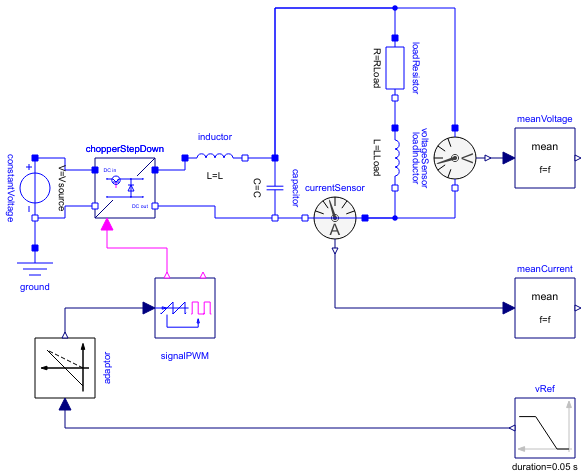 R=RLoad
loadResistor
inductor
L=L
chopperStepDown
DC in
DC out
constantVoltage
V=Vsource
C=C
capacitor
currentSensor
A
L=LLoad
loadInductor
voltageSensor
meanVoltage
mean
f=f
ground
meanCurrent
mean
f=f
signalPWM
adaptor
vRef
duration=0.05 s